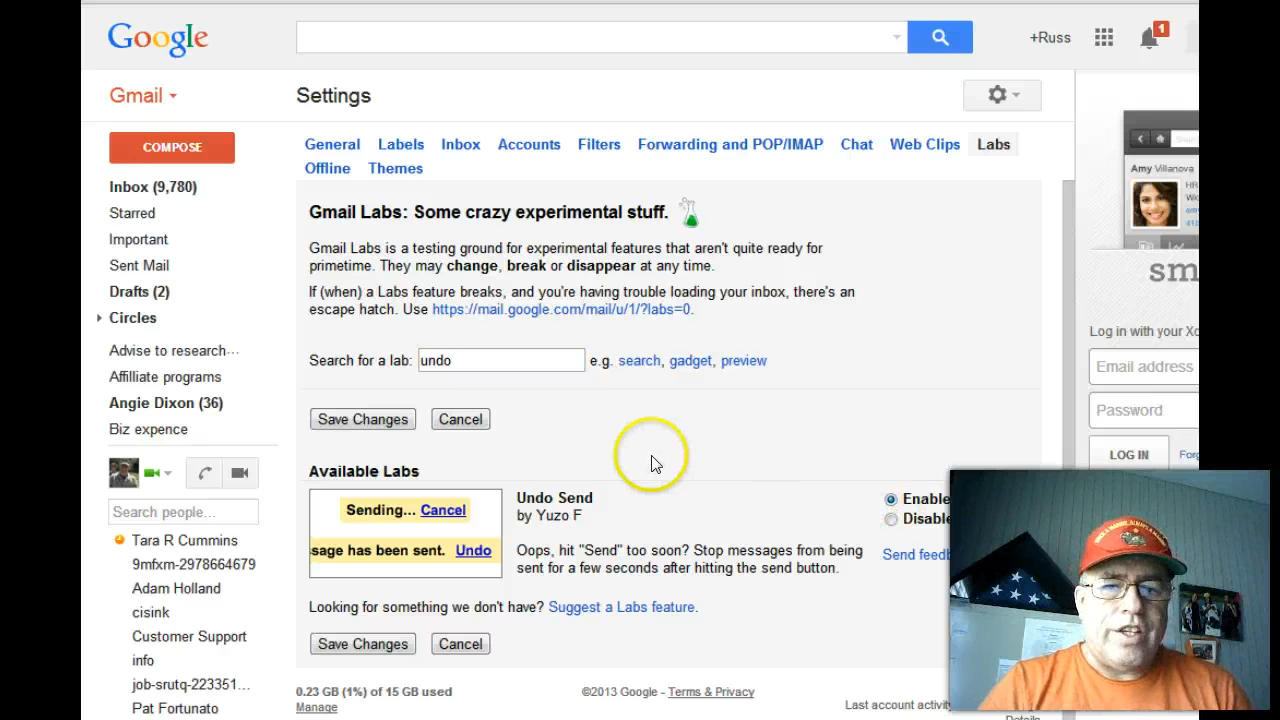 Google
+Russ
1
Gmail
Settings
COMPOSE
General Labels Inbox Accounts Filters Forwarding and POP/IMAP Chat Web Clips Labs
Offline Themes
Inbox (9,780)
Starred
Important
Sent Mail
Drafts (2)
Circles
Advise to research…
Affilliate programs
Angie Dixon (36)
Biz expence
Search people...
Tara R Cummins
9mfxm-2978664679
Adam Holland
cisink
Customer Support
info
job-srutq-223351...
Pat Fortunato
Gmail Labs: Some crazy experimental stuff.
Gmail Labs is a testing ground for experimental features that aren't quite ready for
primetime. They may change, break or disappear at any time.
If (when) a Labs feature breaks, and you're having trouble loading your inbox, there's an
escape hatch. Use https://mail.google.com/mail/u/1/?labs=0.
Search for a lab: undo e.g. search, gadget, preview
Save Changes Cancel
Available Labs
Sending... Cancel
ssage has been sent. Undo
Undo Send
by Yuzo F
Oops, hit "Send" too soon? Stop messages from being
sent for a few seconds after hitting the send button.
Enable
Disable
Send feedb
Looking for something we don't have? Suggest a Labs feature.
Save Changes Cancel
0.23 GB (1%) of 15 GB used
Manage
©2013 Google - Terms & Privacy
Last account activity
Details
Amy Villanova
HR
sm
Log in with your Xo
Email address
Password
LOG IN
Forg